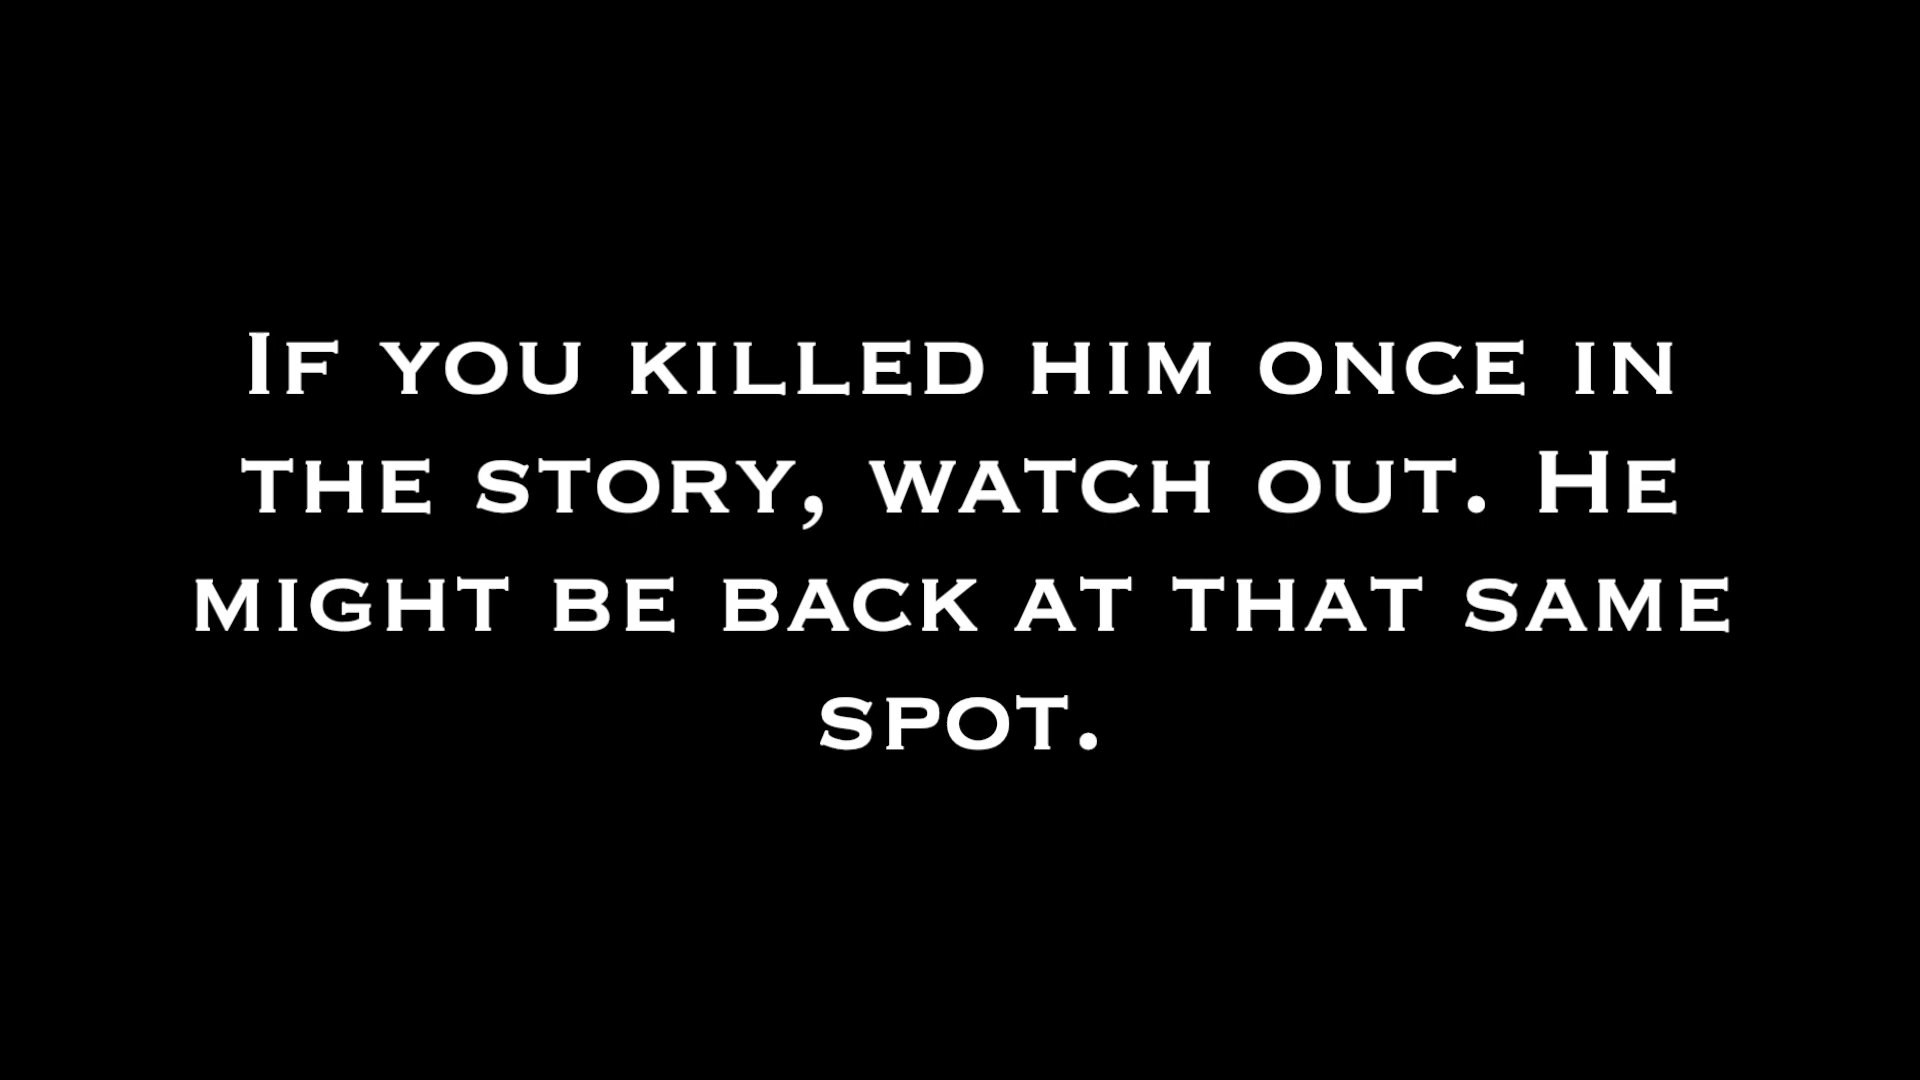 If you killed him once in
the story, watch out. He
might be back at that same
spot.